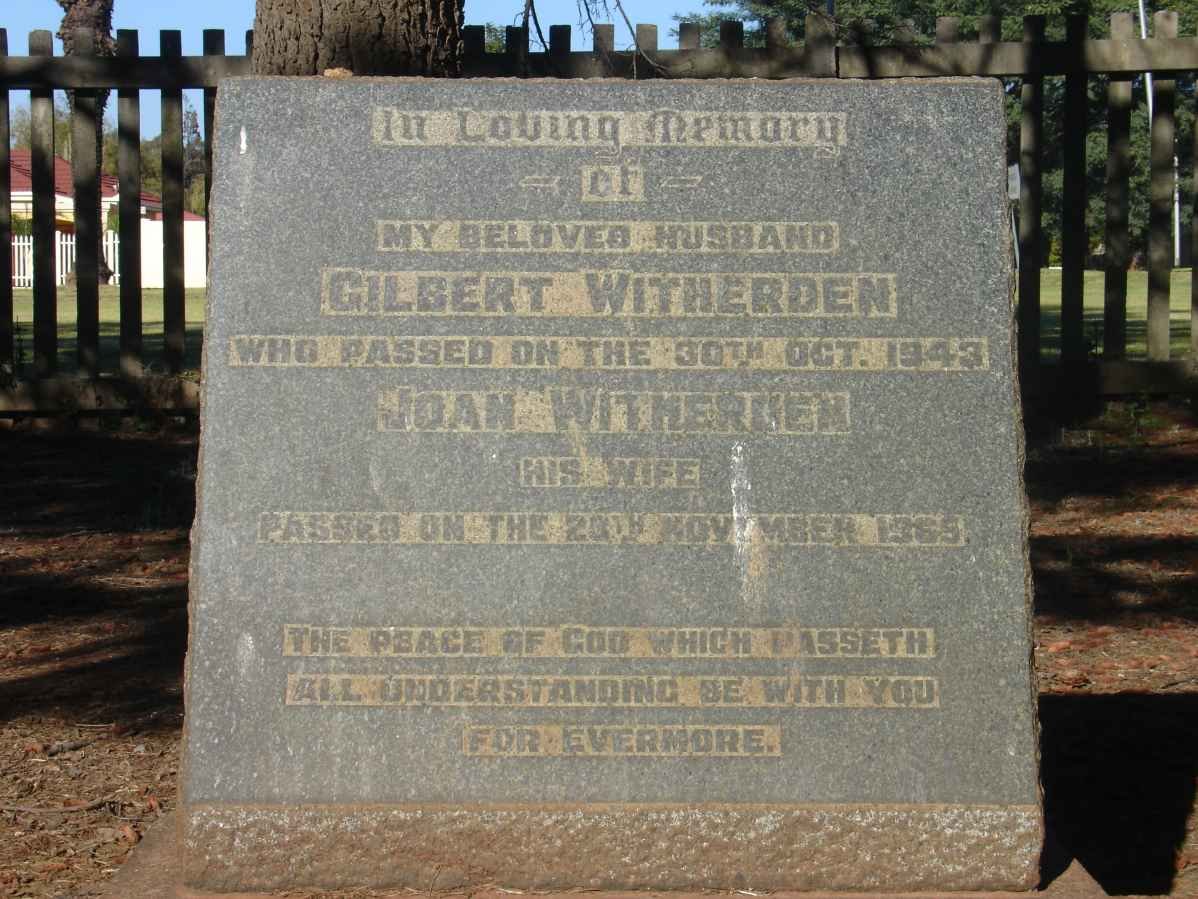 In Loving Memory
of
MY BELOVED HUSBAND
GILBERT WITHERDEN
WHO PASSED ON THE 30TH OCT. 1943
JOAN WITHERDEN
HIS WIFE
PASSED ON THE NOVEMBER
THE PEACE OF GOD WHICH PASSETH
ALL UNDERSTANDING BE WITH YOU
FOR EVERMORE.